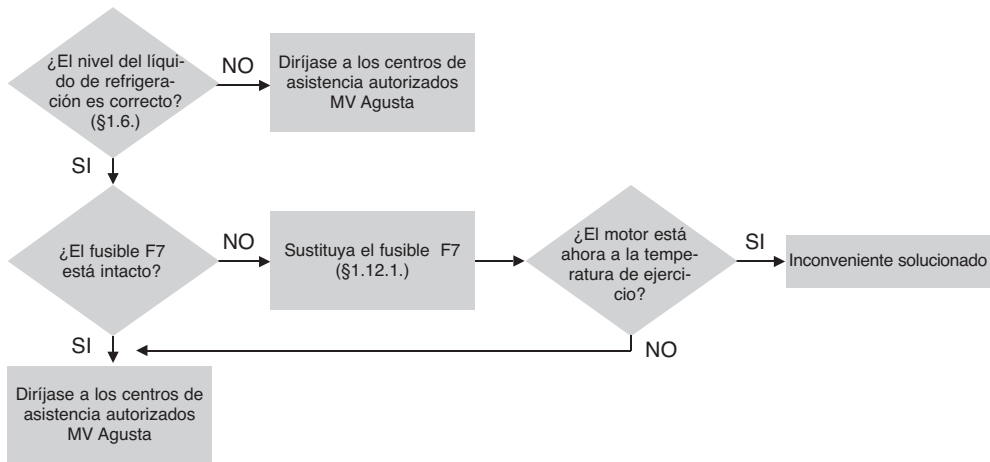 ¿El nivel del líqui-
do de refrigera-
ción es correcto?
(§1.6.)
NO
Diríjase a los centros de
asistencia autorizados
MV Agusta
SI
¿El fusible F7
está intacto?
NO
Sustituya el fusible F7
(§1.12.1.)
¿El motor está
ahora a la tempe-
ratura de ejerci-
cio?
SI
Inconveniente solucionado
SI
NO
Diríjase a los centros de
asistencia autorizados
MV Agusta